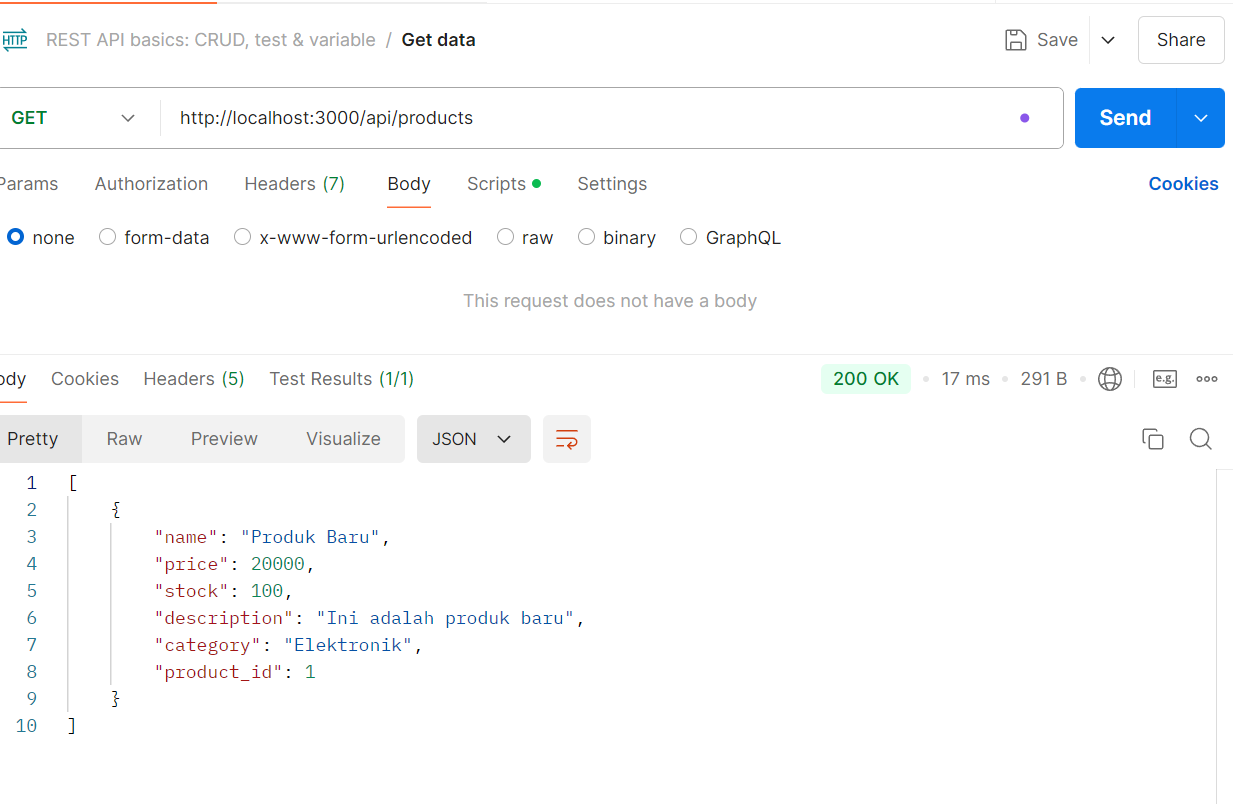 HTTP REST API basics: CRUD, test & variable / Get data Save Share
GET http://localhost:3000/api/products Send
Params Authorization Headers (7) Body Scripts Settings Cookies
none form-data x-www-form-urlencoded raw binary GraphQL
This request does not have a body
ody Cookies Headers (5) Test Results (1/1) 200 OK 17 ms 291 B e.g.
Pretty Raw Preview Visualize JSON
1 [
2 {
3 "name": "Produk Baru",
4 "price": 20000,
5 "stock": 100,
6 "description": "Ini adalah produk baru",
7 "category": "Elektronik",
8 "product_id": 1
9 }
10 ]